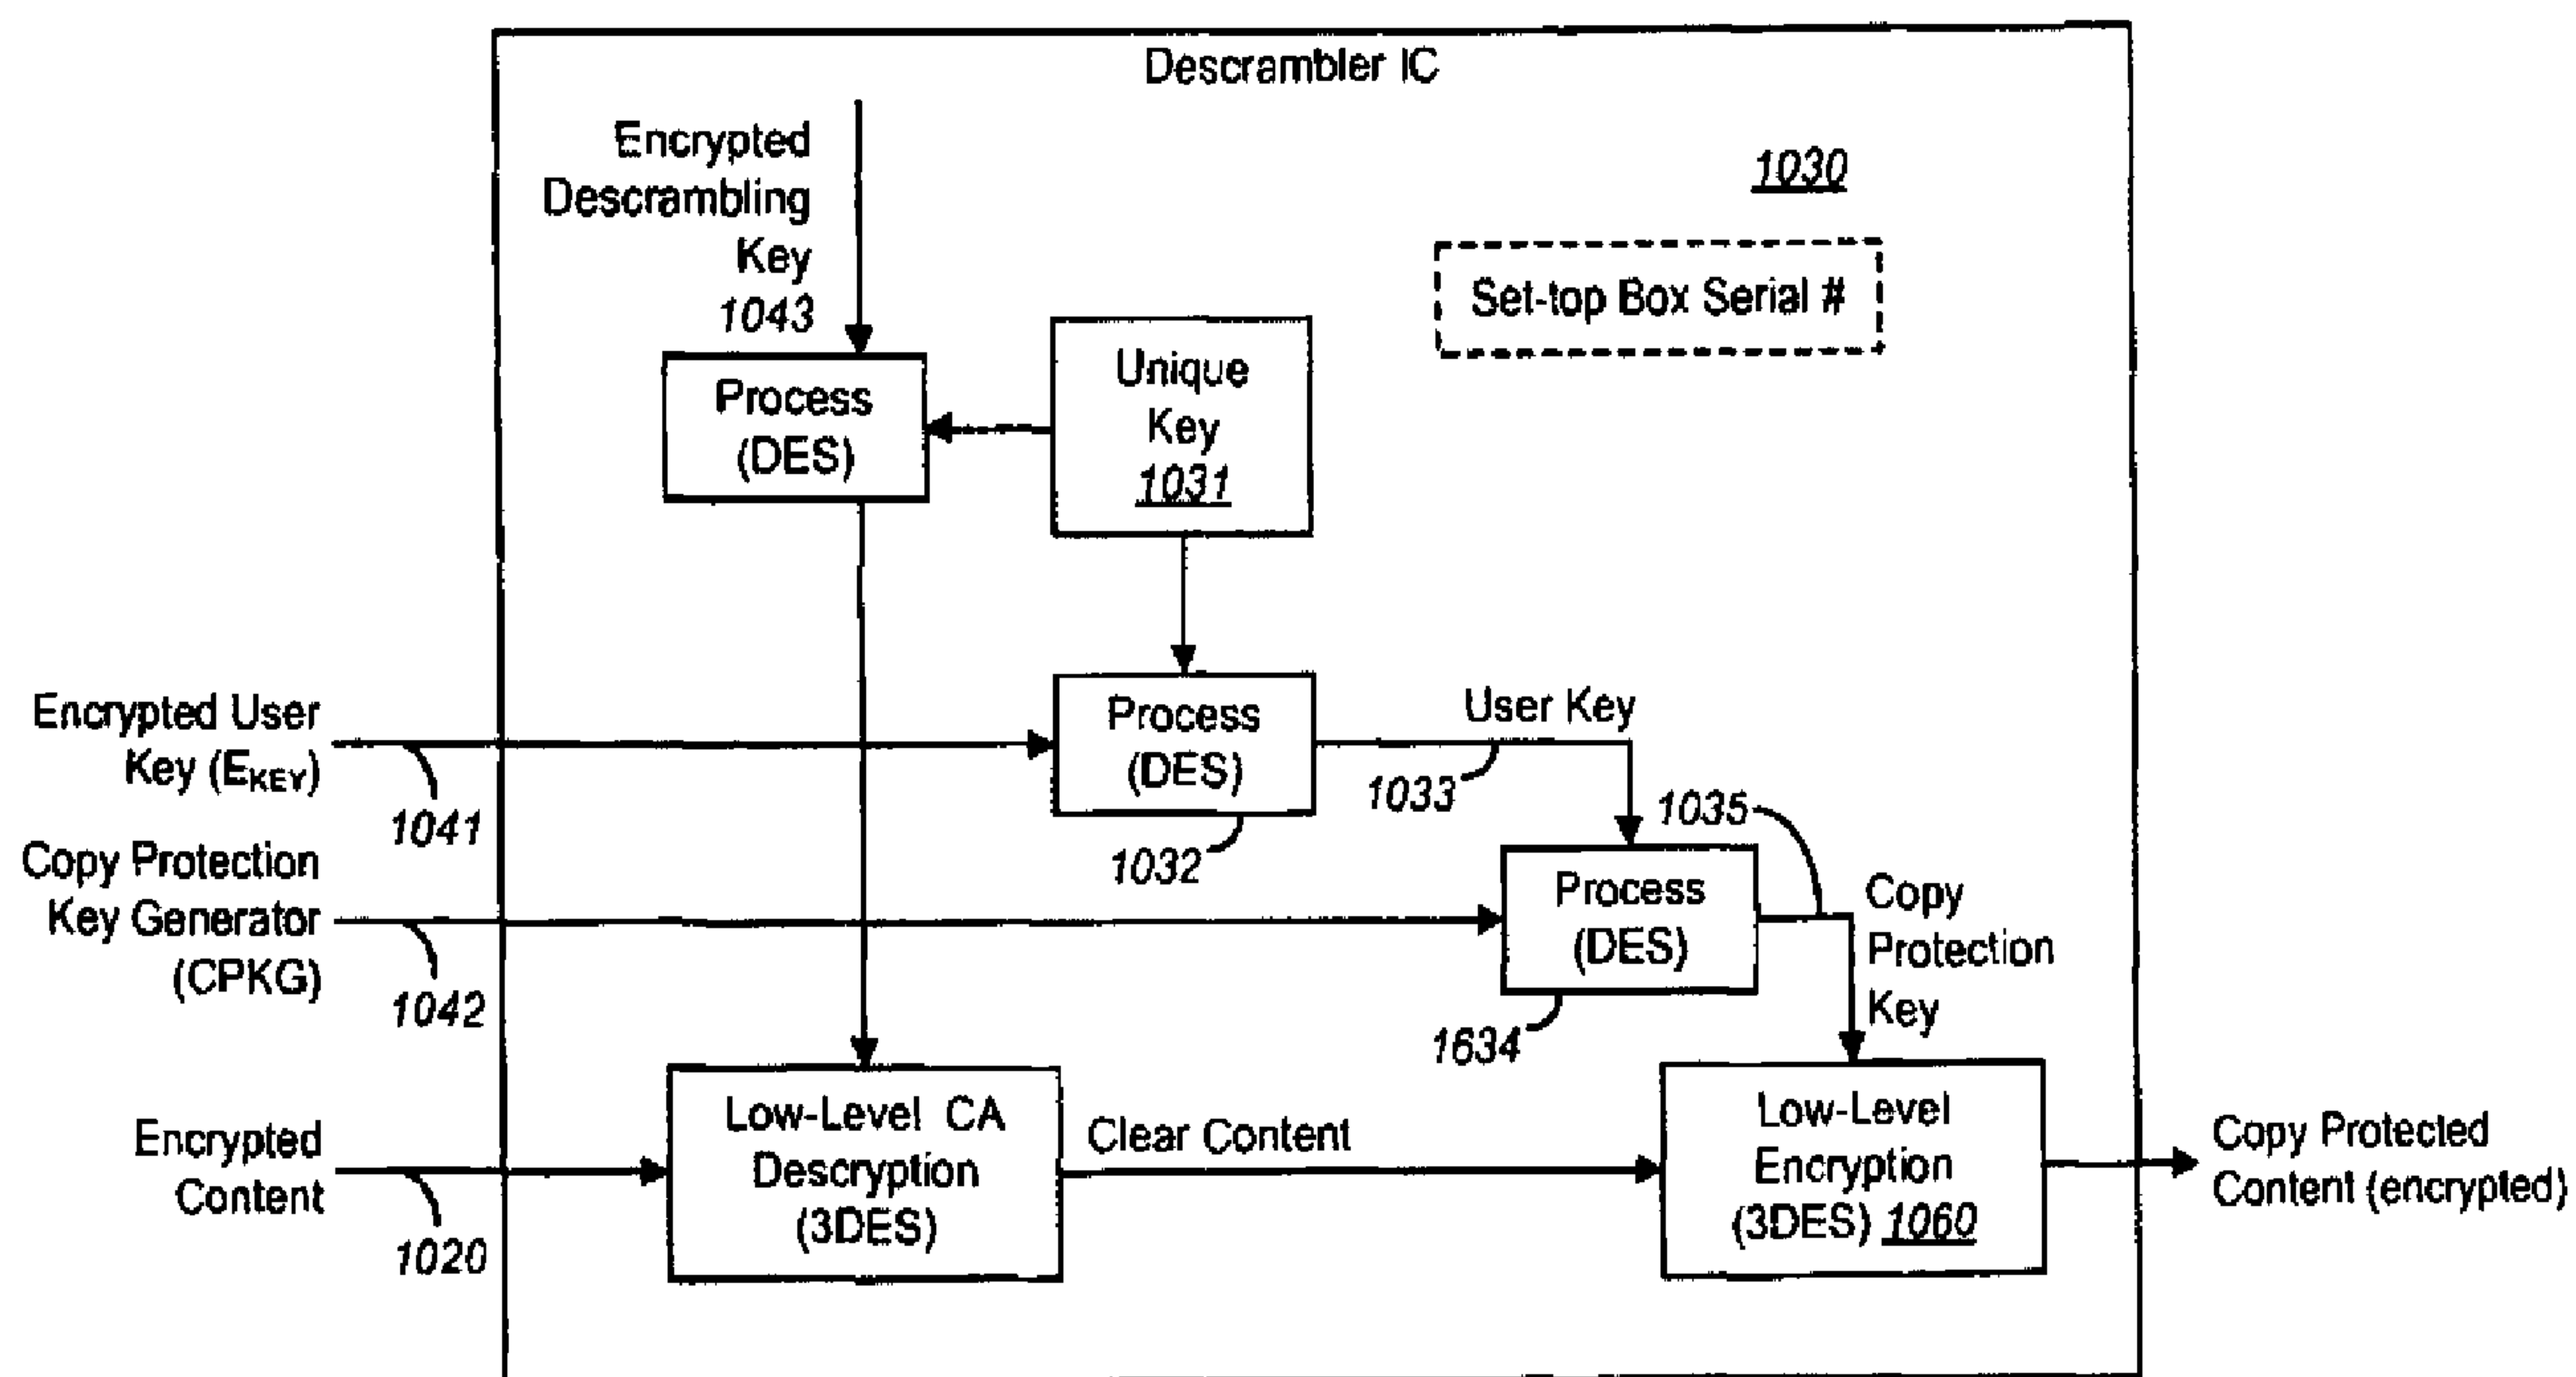 Descrambler IC
Encrypted
Descrambling
Key
1043
1030
Set-top Box Serial #
Process
(DES)
Unique
Key
1031
Encrypted User
Key (EKEY)
1041
Process
(DES)
1032
User Key
1033
1035
Copy Protection
Key Generator
(CPKG)
1042
Process
(DES)
1634
Copy
Protection
Key
Encrypted
Content
1020
Low-Level CA
Descryption
(3DES)
Clear Content
Low-Level
Encryption
(3DES) 1060
Copy Protected
Content (encrypted)